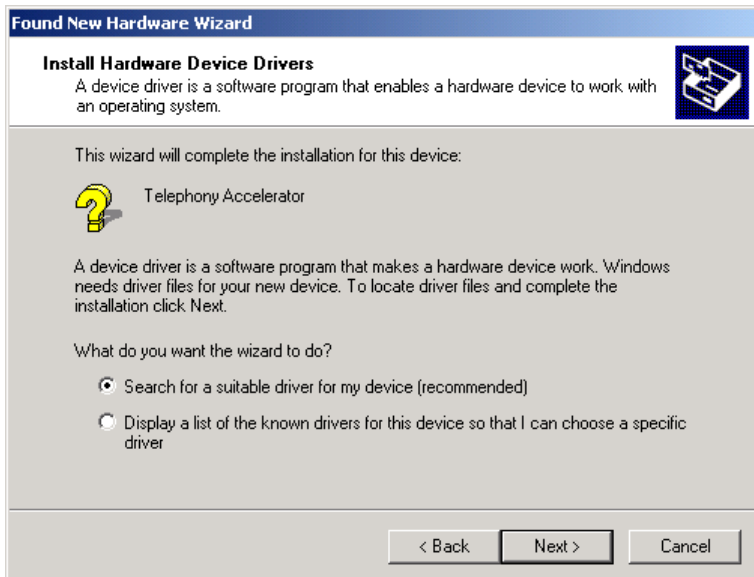 Found New Hardware Wizard
Install Hardware Device Drivers
A device driver is a software program that enables a hardware device to work with
an operating system.
This wizard will complete the installation for this device:
Telephony Accelerator
A device driver is a software program that makes a hardware device work. Windows
needs driver files for your new device. To locate driver files and complete the
installation click Next.
What do you want the wizard to do?
Search for a suitable driver for my device (recommended)
Display a list of the known drivers for this device so that I can choose a specific
driver
< Back
Next >
Cancel